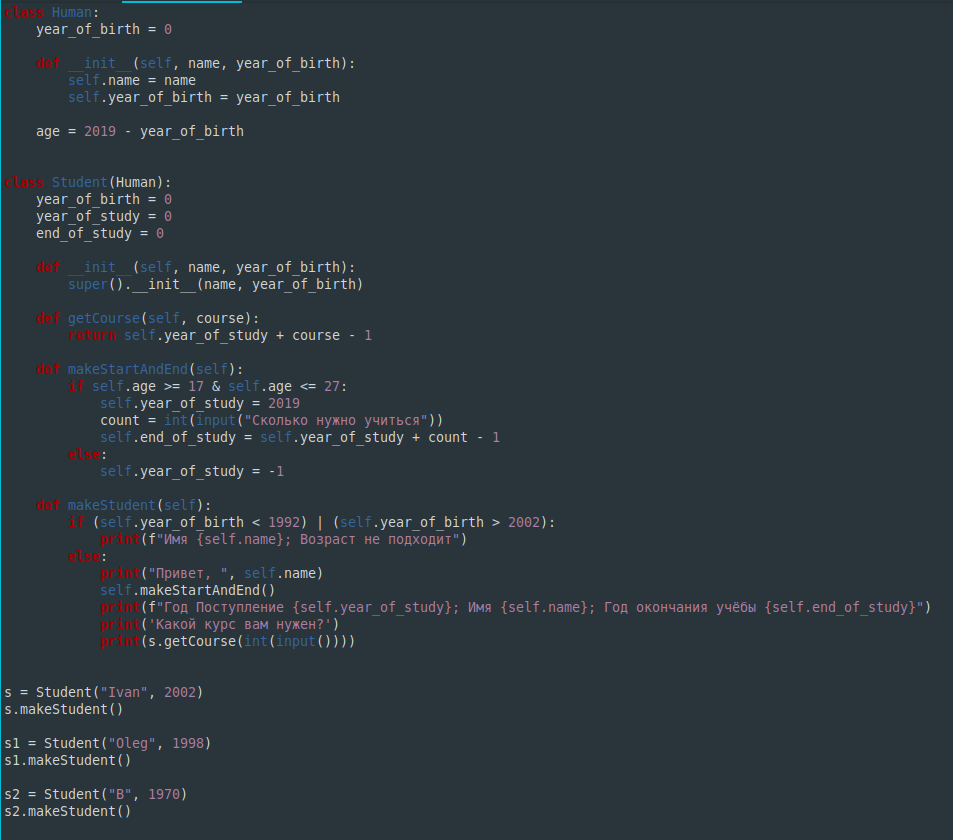 class Human:
    year_of_birth = 0

    def __init__(self, name, year_of_birth):
        self.name = name
        self.year_of_birth = year_of_birth

    age = 2019 - year_of_birth


class Student(Human):
    year_of_birth = 0
    year_of_study = 0
    end_of_study = 0

    def __init__(self, name, year_of_birth):
        super().__init__(name, year_of_birth)

    def getCourse(self, course):
        return self.year_of_study + course - 1

    def makeStartAndEnd(self):
        if self.age >= 17 & self.age <= 27:
            self.year_of_study = 2019
            count = int(input("Сколько нужно учиться"))
            self.end_of_study = self.year_of_study + count - 1
        else:
            self.year_of_study = -1

    def makeStudent(self):
        if (self.year_of_birth < 1992) | (self.year_of_birth > 2002):
            print(f"Имя {self.name}; Возраст не подходит")
        else:
            print("Привет, ", self.name)
            self.makeStartAndEnd()
            print(f"Год Поступление {self.year_of_study}; Имя {self.name}; Год окончания учёбы {self.end_of_study}")
            print('Какой курс вам нужен?')
            print(s.getCourse(int(input())))


s = Student("Ivan", 2002)
s.makeStudent()

s1 = Student("Oleg", 1998)
s1.makeStudent()

s2 = Student("B", 1970)
s2.makeStudent()